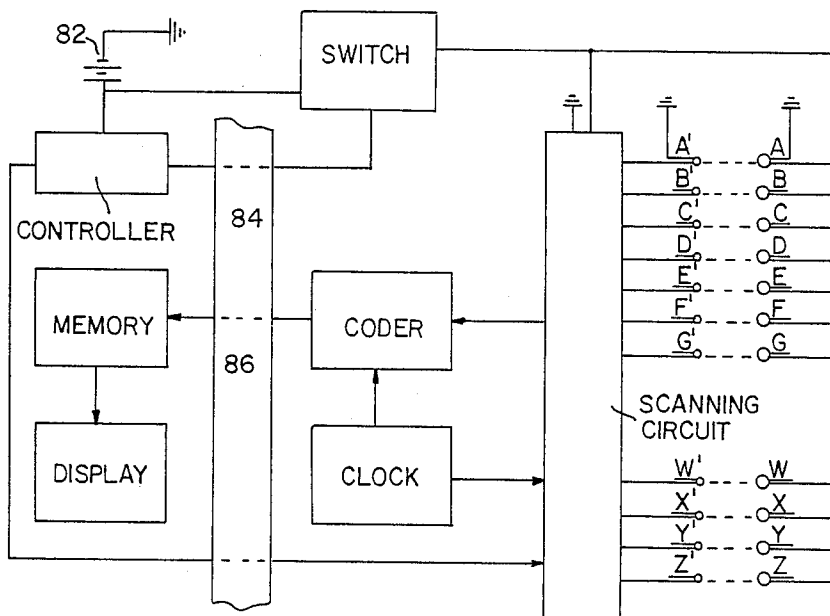 82
SWITCH
CONTROLLER
84
MEMORY
CODER
86
DISPLAY
CLOCK
SCANNING
CIRCUIT
A' A
B' B
C' C
D' D
E' E
F' F
G' G
W' W
X' X
Y' Y
Z' Z